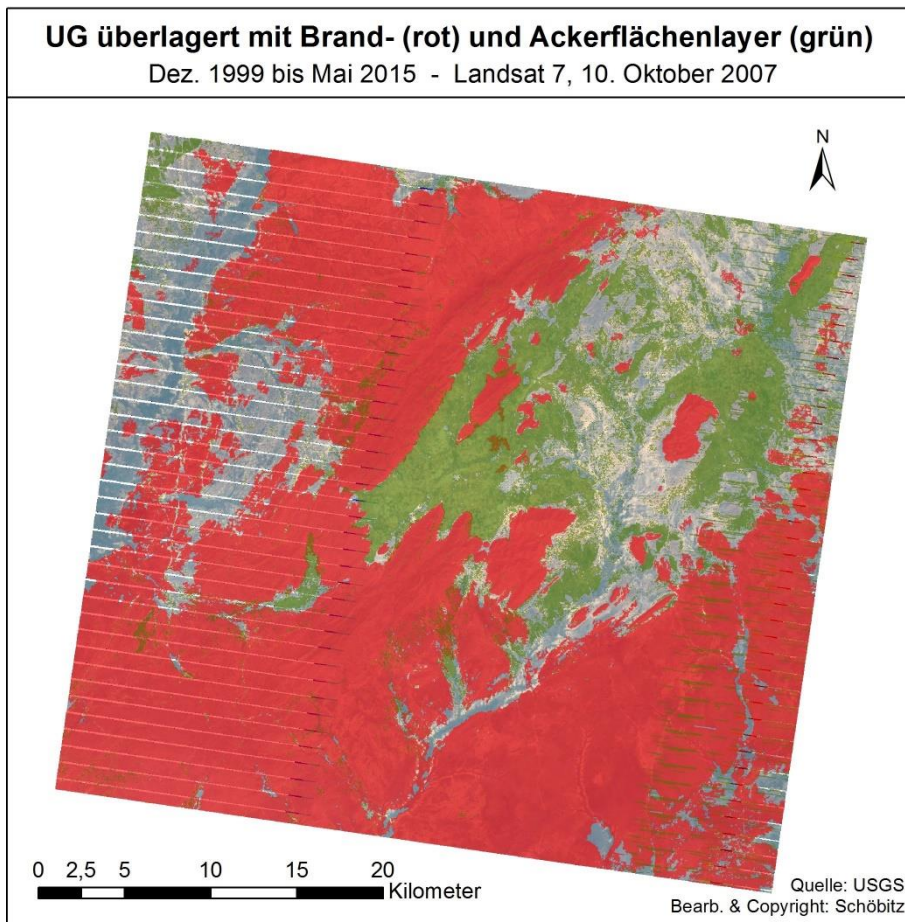 UG überlagert mit Brand- (rot) und Ackerflächenlayer (grün)
Dez. 1999 bis Mai 2015 - Landsat 7, 10. Oktober 2007
N
0 2,5 5 10 15 20
Kilometer
Quelle: USGS
Bearb. & Copyright: Schöbitz